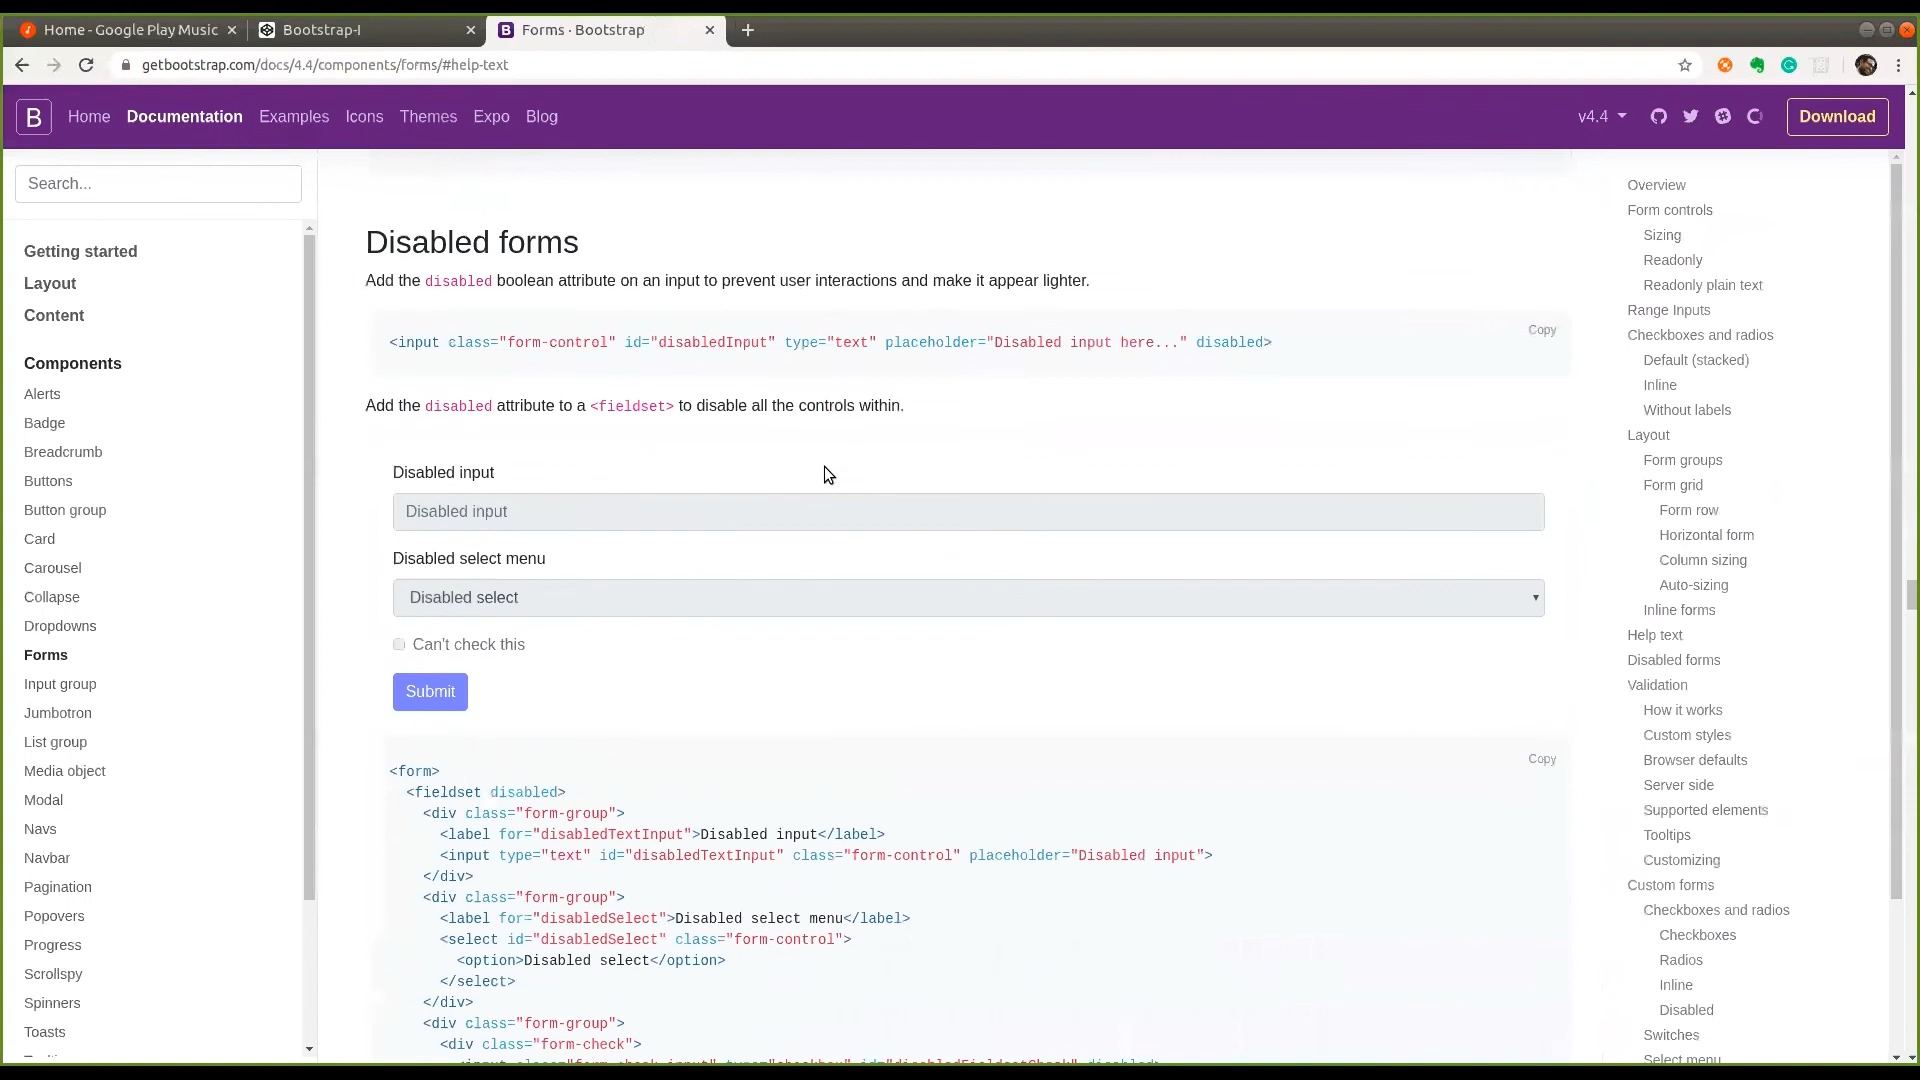 Home - Google Play Music
Bootstrap-I
Forms · Bootstrap
getbootstrap.com/docs/4.4/components/forms/#help-text
B
Home
Documentation
Examples
Icons
Themes
Expo
Blog
v4.4
Download
Search...
Getting started
Layout
Content
Components
Alerts
Badge
Breadcrumb
Buttons
Button group
Card
Carousel
Collapse
Dropdowns
Forms
Input group
Jumbotron
List group
Media object
Modal
Navs
Navbar
Pagination
Popovers
Progress
Scrollspy
Spinners
Toasts
Disabled forms
Add the disabled boolean attribute on an input to prevent user interactions and make it appear lighter.
Copy
<input class="form-control" id="disabledInput" type="text" placeholder="Disabled input here..." disabled>
Add the disabled attribute to a <fieldset> to disable all the controls within.
Disabled input
Disabled input
Disabled select menu
Disabled select
Can't check this
Submit
Copy
<form>
<fieldset disabled>
<div class="form-group">
<label for="disabledTextInput">Disabled input</label>
<input type="text" id="disabledTextInput" class="form-control" placeholder="Disabled input">
</div>
<div class="form-group">
<label for="disabledSelect">Disabled select menu</label>
<select id="disabledSelect" class="form-control">
<option>Disabled select</option>
</select>
</div>
<div class="form-group">
<div class="form-check">
<input class="form-check-input" type="checkbox" id="disabledFieldsetCheck" disabled>
Overview
Form controls
Sizing
Readonly
Readonly plain text
Range Inputs
Checkboxes and radios
Default (stacked)
Inline
Without labels
Layout
Form groups
Form grid
Form row
Horizontal form
Column sizing
Auto-sizing
Inline forms
Help text
Disabled forms
Validation
How it works
Custom styles
Browser defaults
Server side
Supported elements
Tooltips
Customizing
Custom forms
Checkboxes and radios
Checkboxes
Radios
Inline
Disabled
Switches
Select menu